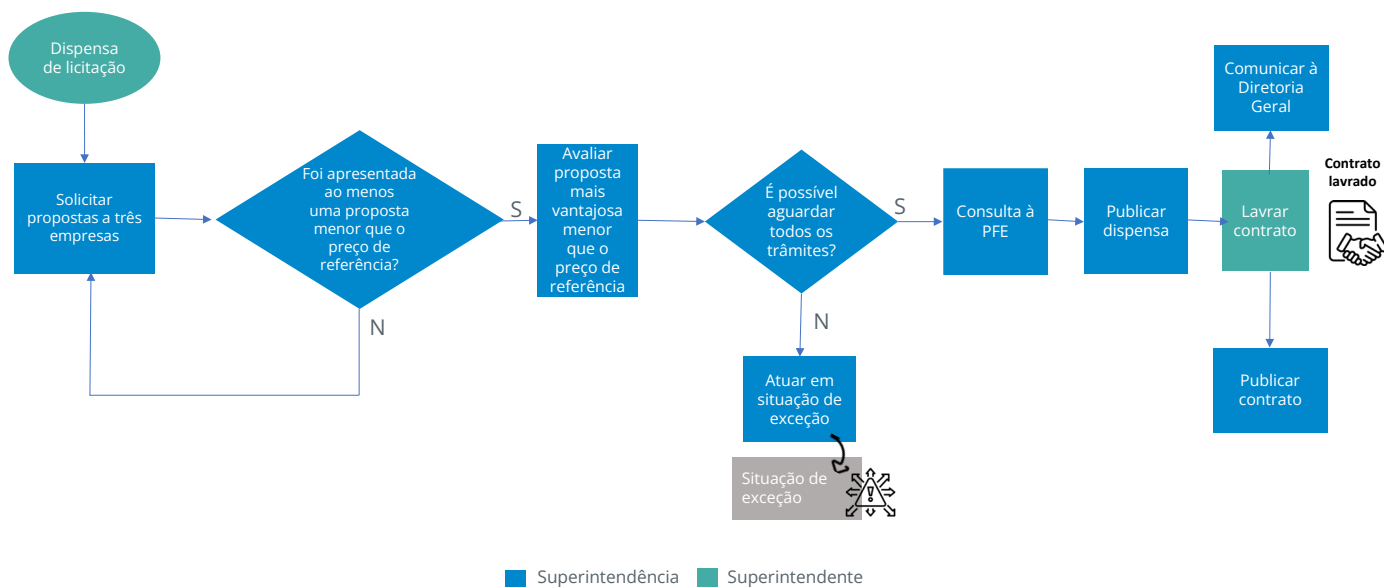 Dispensa
de licitação
Solicitar
propostas a três
empresas
Foi apresentada
ao menos
uma proposta
menor que o
preço de
referência?
S
N
Avaliar
proposta
mais
vantajosa
menor
que o
preço de
referência
É possível
aguardar
todos os
trâmites?
S
N
Atuar em
situação de
exceção
Situação de
exceção
Consulta à
PFE
Publicar
dispensa
Lavrar
contrato
Comunicar à
Diretoria
Geral
Contrato
lavrado
Publicar
contrato
Superintendência
Superintendente